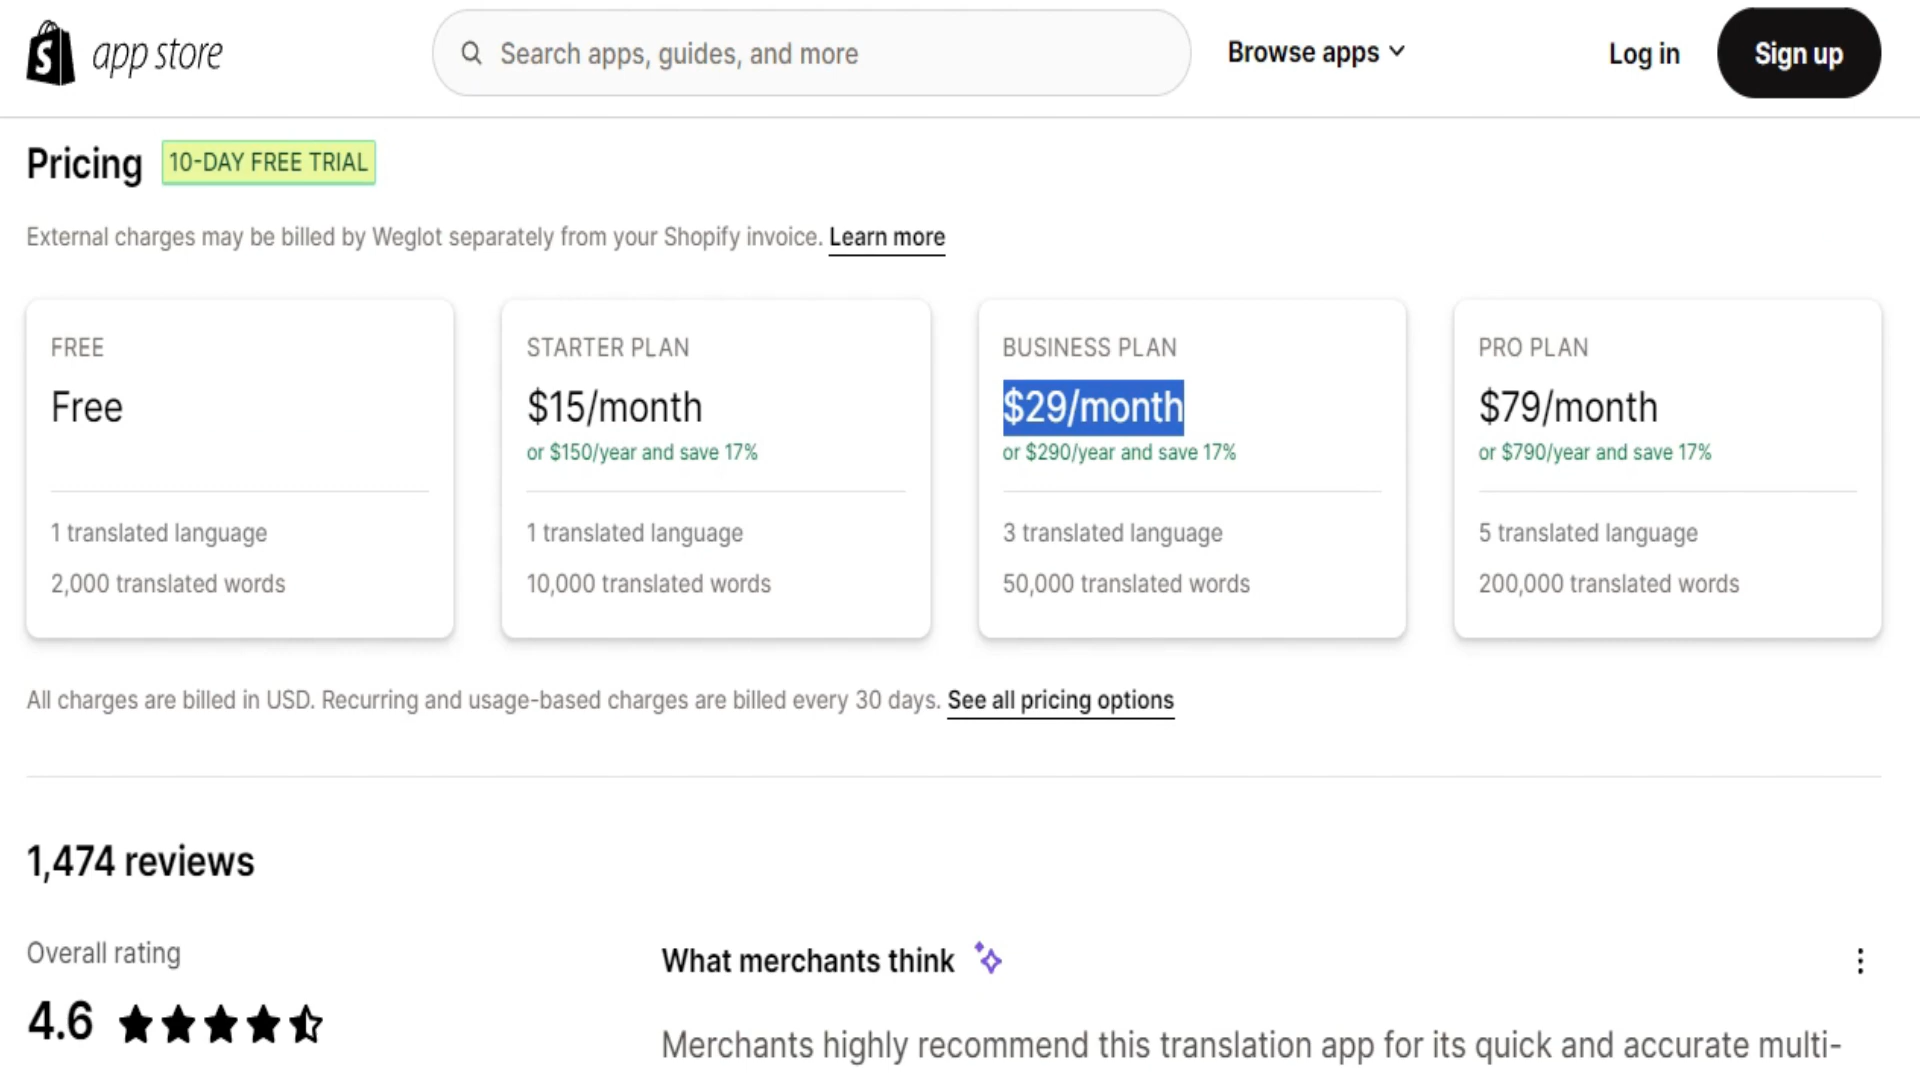 S app store
Search apps, guides, and more
Browse apps
Log in
Sign up
Pricing
10-DAY FREE TRIAL
External charges may be billed by Weglot separately from your Shopify invoice. Learn more
FREE
Free
1 translated language
2,000 translated words
STARTER PLAN
$15/month
or $150/year and save 17%
1 translated language
10,000 translated words
BUSINESS PLAN
$29/month
or $290/year and save 17%
3 translated language
50,000 translated words
PRO PLAN
$79/month
or $790/year and save 17%
5 translated language
200,000 translated words
All charges are billed in USD. Recurring and usage-based charges are billed every 30 days. See all pricing options
1,474 reviews
Overall rating
4.6
What merchants think
Merchants highly recommend this translation app for its quick and accurate multi-